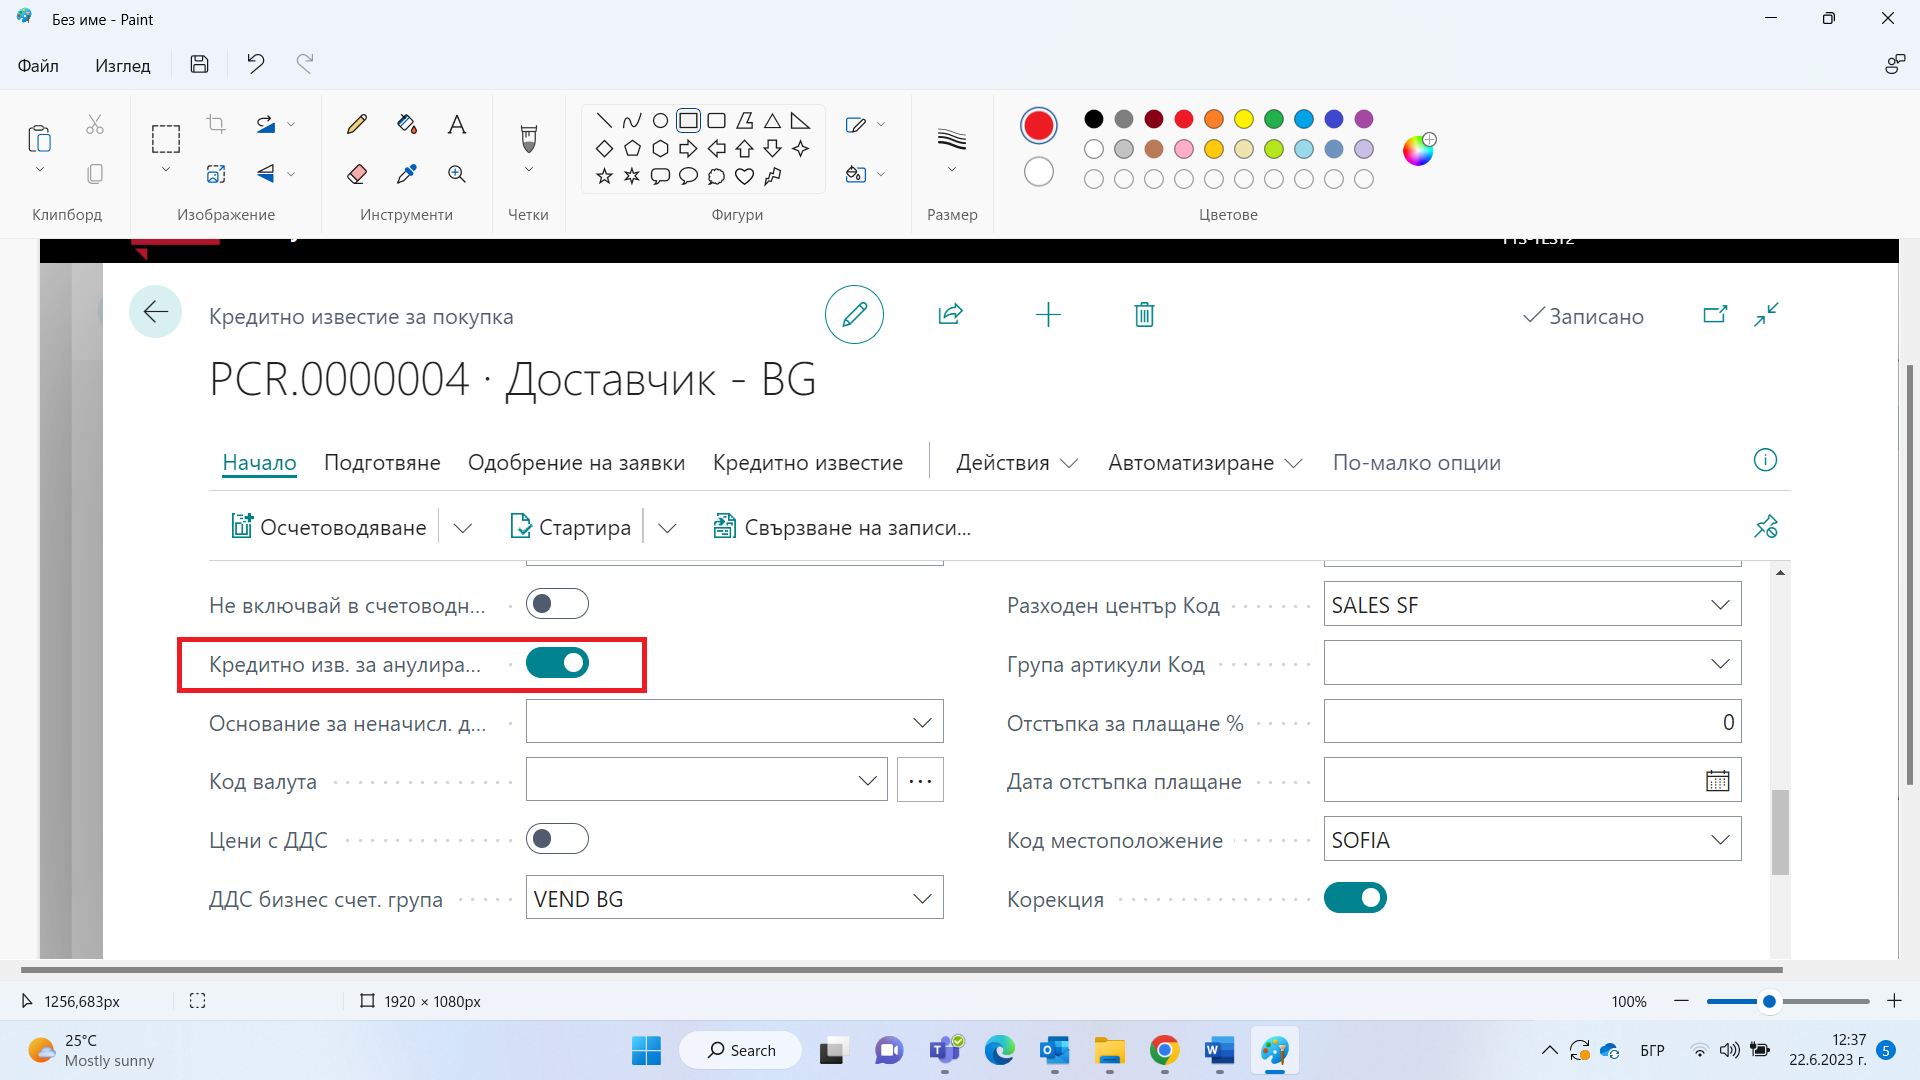 Без име - Paint
Файл
Изглед
Клипборд
Изображение
Инструменти
Четки
Фигури
Размер
Цветове
Кредитно известие за покупка
Записано
PCR.0000004 · Доставчик - BG
Начало
Подготвяне
Одобрение на заявки
Кредитно известие
Действия
Автоматизиране
По-малко опции
Осчетоводяване
Стартира
Свързване на записи...
Не включвай в счетоводн...
Разходен център Код
SALES SF
Кредитно изв. за анулира...
Група артикули Код
Основание за неначисл. д...
Отстъпка за плащане %
0
Код валута
Дата отстъпка плащане
Цени с ДДС
Код местоположение
SOFIA
ДДС бизнес счет. група
VEND BG
Корекция
1256,683px
1920 × 1080px
100%
25°C
Mostly sunny
Search
БГР
12:37
22.6.2023 г.
5